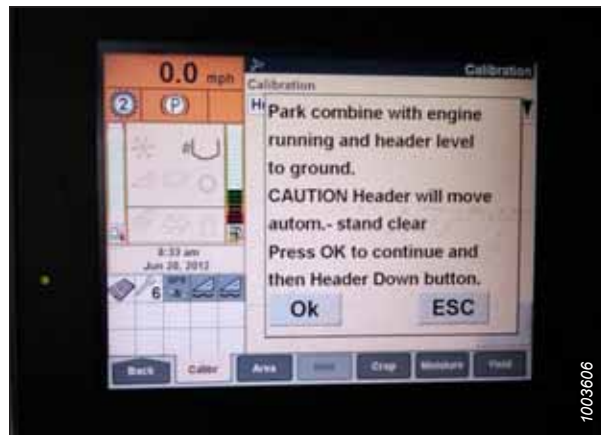 0.0 mph
Calibration
Calibration
2
P
He
Park combine with engine
running and header level
to ground.
CAUTION Header will move
autom.- stand clear
Press OK to continue and
then Header Down button.
Ok
ESC
8:33 am
Jun 20, 2012
6
Back
Calibr
Area
Crop
Moisture
Yield
1003606